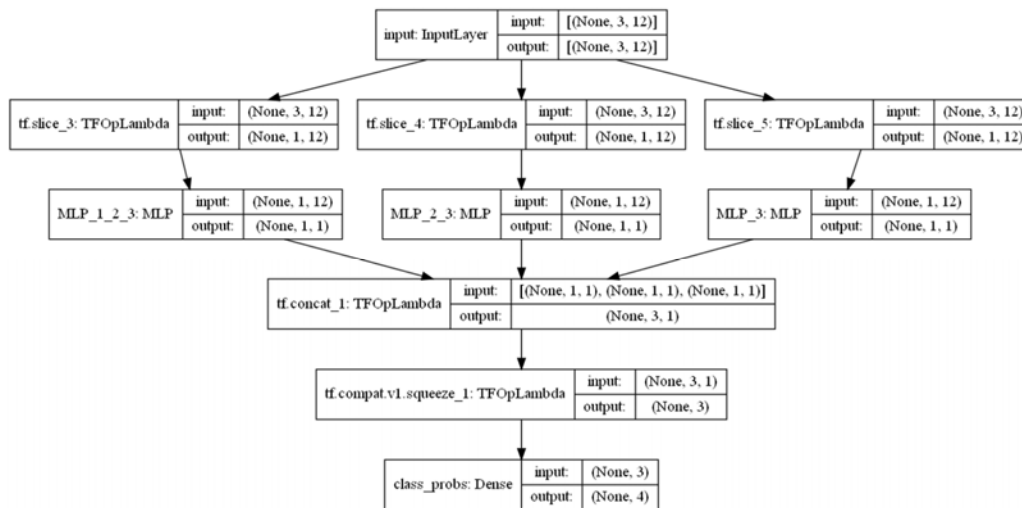 input: InputLayer input: [(None, 3, 12)]
output: [(None, 3, 12)]
tf.slice_3: TFOpLambda input: (None, 3, 12)
output: (None, 1, 12)
tf.slice_4: TFOpLambda input: (None, 3, 12)
output: (None, 1, 12)
tf.slice_5: TFOpLambda input: (None, 3, 12)
output: (None, 1, 12)
MLP_1_2_3: MLP input: (None, 1, 12)
output: (None, 1, 1)
MLP_2_3: MLP input: (None, 1, 12)
output: (None, 1, 1)
MLP_3: MLP input: (None, 1, 12)
output: (None, 1, 1)
tf.concat_1: TFOpLambda input: [(None, 1, 1), (None, 1, 1), (None, 1, 1)]
output: (None, 3, 1)
tf.compat.v1.squeeze_1: TFOpLambda input: (None, 3, 1)
output: (None, 3)
class_probs: Dense input: (None, 3)
output: (None, 4)